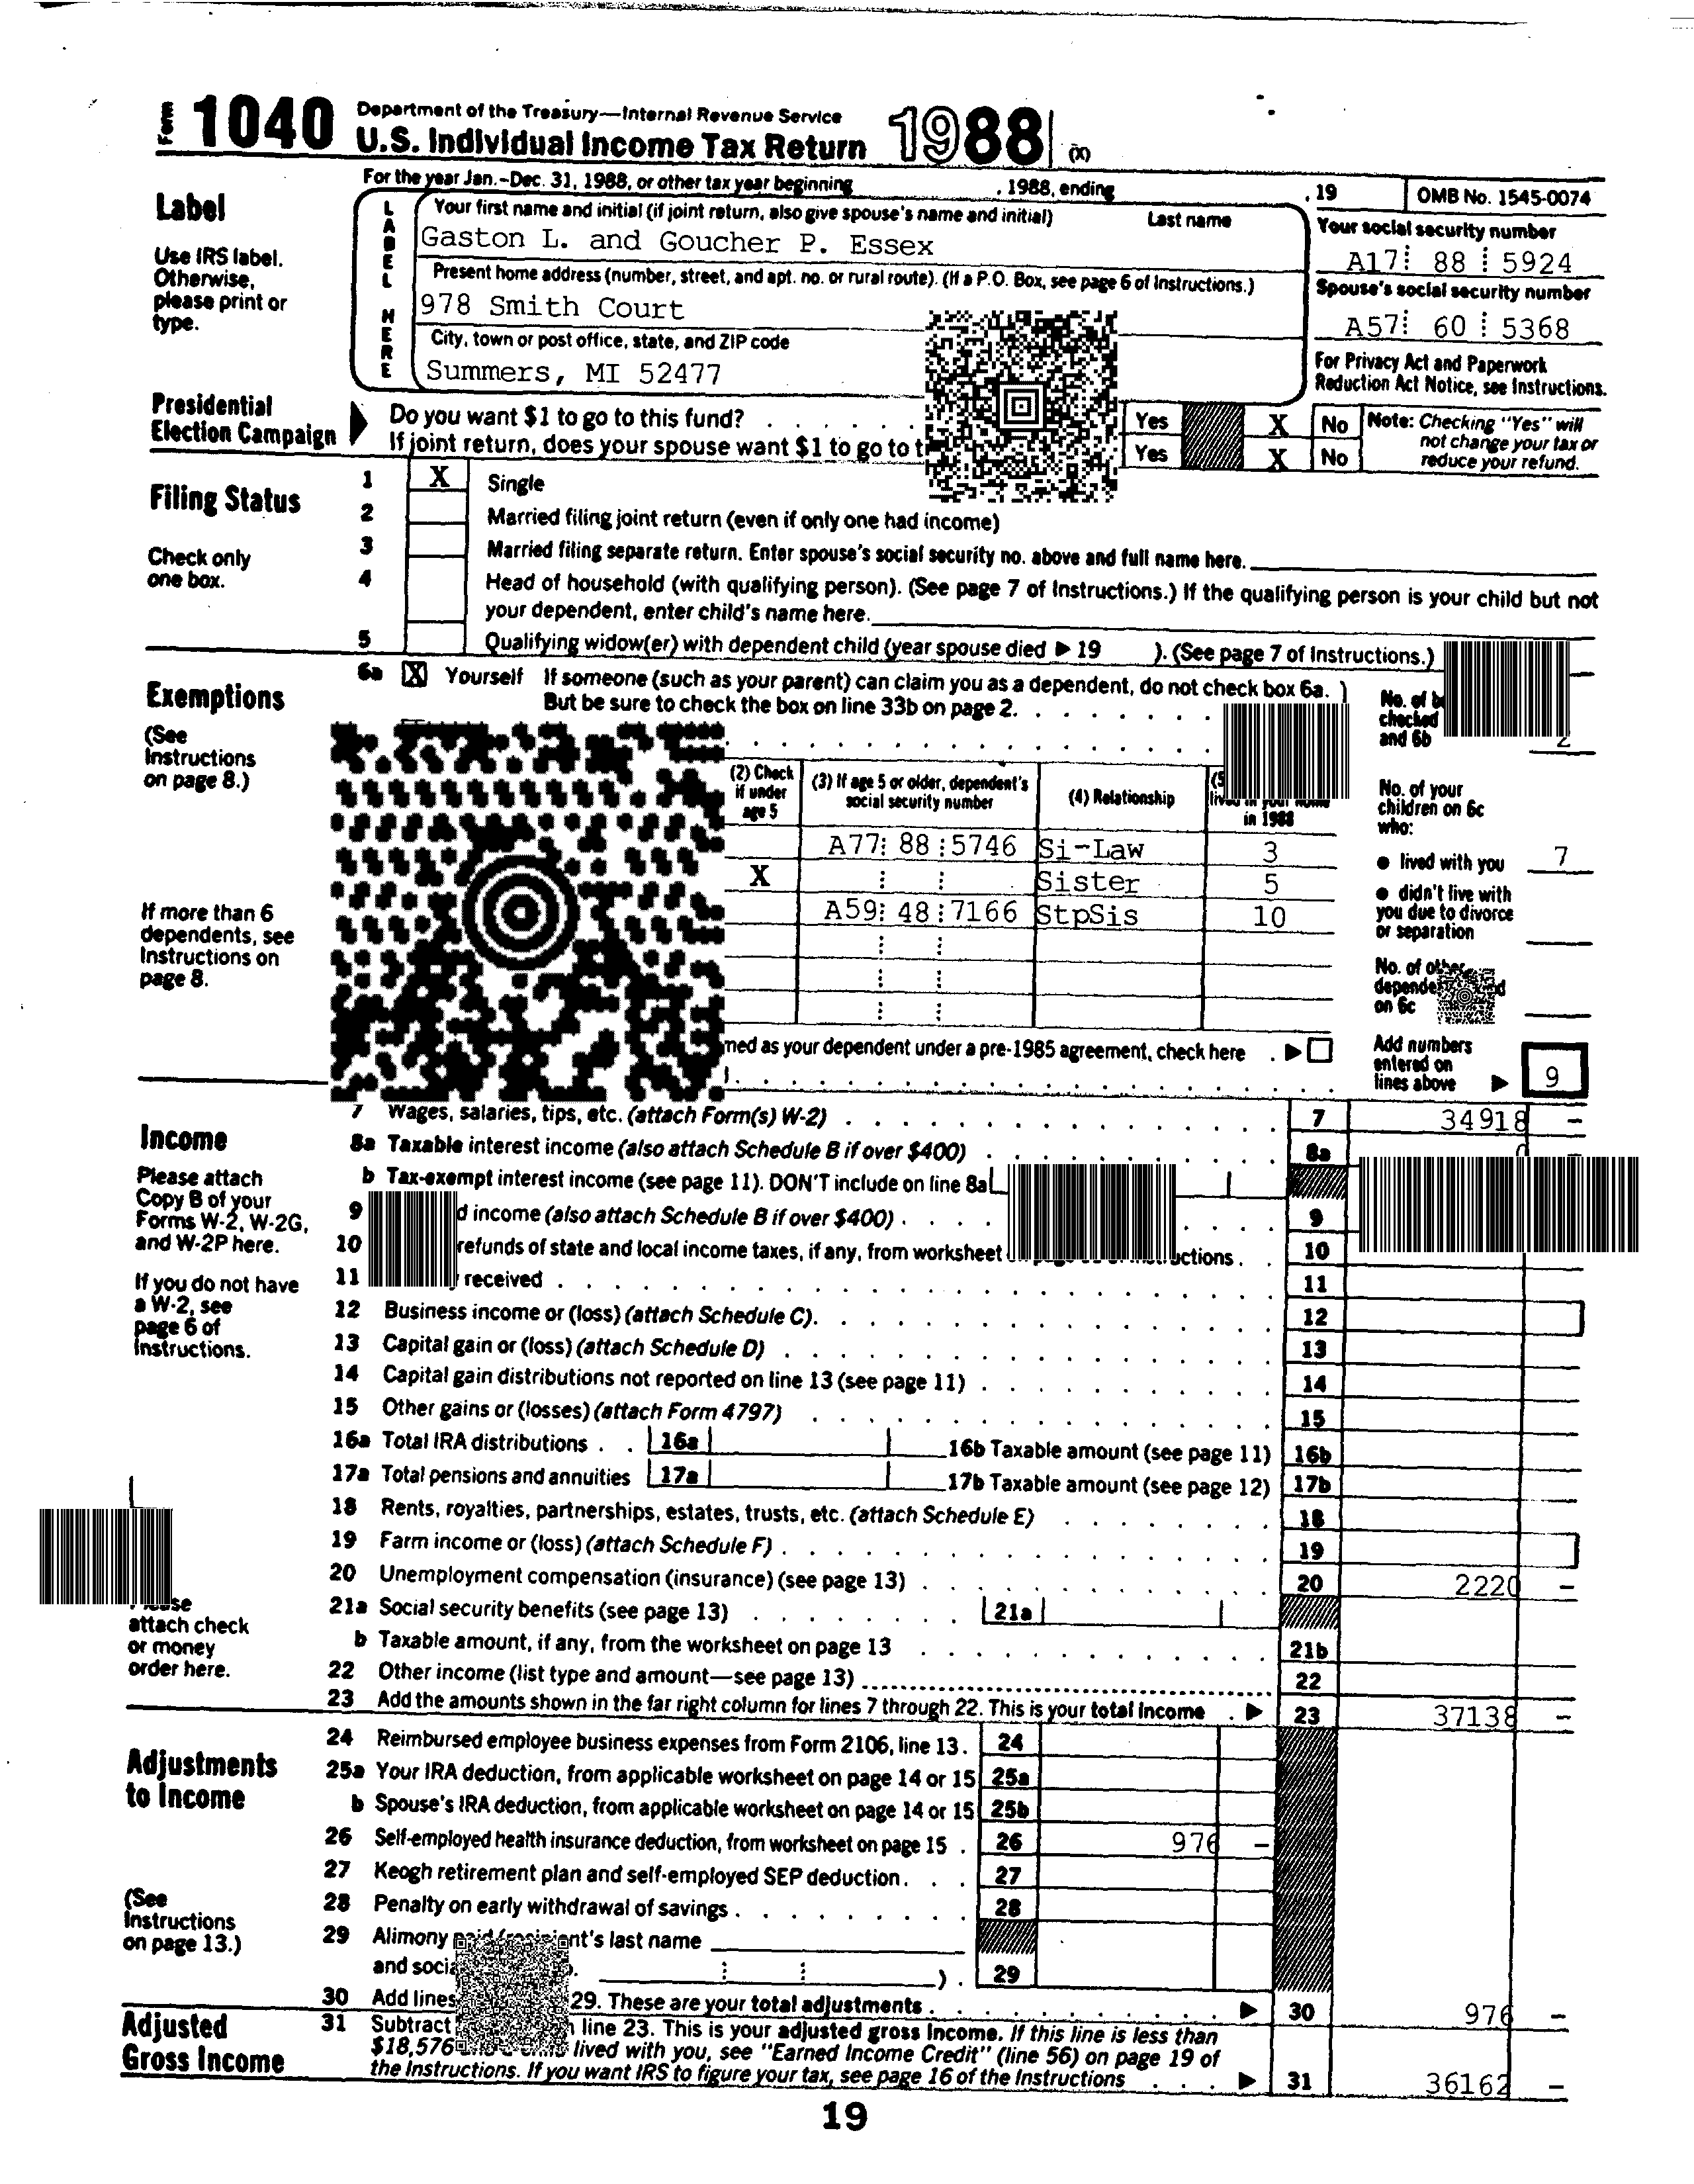 Form 1040 Department of the Treasury—Internal Revenue Service
U.S. Individual Income Tax Return 1988 (X)
For the year Jan.-Dec. 31, 1988, or other tax year beginning , 1988, ending , 19 OMB No. 1545-0074
Label
Use IRS label. Otherwise, please print or type.
LABEL HERE
Your first name and initial (if joint return, also give spouse's name and initial) Last name
Gaston L. and Goucher P. Essex
Your social security number
A17 88 5924
Present home address (number, street, and apt. no. or rural route). (If a P.O. Box, see page 6 of Instructions.)
978 Smith Court
Spouse's social security number
A57 60 5368
City, town or post office, state, and ZIP code
Summers, MI 52477
For Privacy Act and Paperwork Reduction Act Notice, see Instructions.
Presidential Election Campaign
Do you want $1 to go to this fund? Yes X No
If joint return, does your spouse want $1 to go to Yes X No
Note: Checking "Yes" will not change your tax or reduce your refund.
Filing Status
Check only one box.
1 X Single
2 Married filing joint return (even if only one had income)
3 Married filing separate return. Enter spouse's social security no. above and full name here.
4 Head of household (with qualifying person). (See page 7 of Instructions.) If the qualifying person is your child but not
your dependent, enter child's name here.
5 Qualifying widow(er) with dependent child (year spouse died ▶ 19 ). (See page 7 of Instructions.)
Exemptions
(See Instructions on page 8.)
6a X Yourself If someone (such as your parent) can claim you as a dependent, do not check box 6a.
But be sure to check the box on line 33b on page 2.
No. of
checked
and 6b 2
(2) Check if under age 5
(3) If age 5 or older, dependent's social security number
(4) Relationship
in 1988
A77 88 5746 Si-Law 3
X Sister 5
A59 48 7166 StpSis 10
If more than 6 dependents, see Instructions on page 8.
No. of your children on 6c who:
● lived with you 7
● didn't live with you due to divorce or separation
No. of other
on 6c
as your dependent under a pre-1985 agreement, check here ▶
Add numbers entered on lines above ▶ 9
Income
Please attach Copy B of your Forms W-2, W-2G, and W-2P here.
If you do not have a W-2, see page 6 of Instructions.
attach check or money order here.
7 Wages, salaries, tips, etc. (attach Form(s) W-2) 7 34918 —
8a Taxable interest income (also attach Schedule B if over $400) 8a 0
b Tax-exempt interest income (see page 11). DON'T include on line 8a
9 income (also attach Schedule B if over $400) 9
10 refunds of state and local income taxes, if any, from worksheet 10
11 received 11
12 Business income or (loss) (attach Schedule C). 12
13 Capital gain or (loss) (attach Schedule D) 13
14 Capital gain distributions not reported on line 13 (see page 11) 14
15 Other gains or (losses) (attach Form 4797) 15
16a Total IRA distributions 16a 16b Taxable amount (see page 11) 16b
17a Total pensions and annuities 17a 17b Taxable amount (see page 12) 17b
18 Rents, royalties, partnerships, estates, trusts, etc. (attach Schedule E) 18
19 Farm income or (loss) (attach Schedule F) 19
20 Unemployment compensation (insurance) (see page 13) 20 2220 —
21a Social security benefits (see page 13) 21a
b Taxable amount, if any, from the worksheet on page 13 21b
22 Other income (list type and amount—see page 13) 22
23 Add the amounts shown in the far right column for lines 7 through 22. This is your total income ▶ 23 37138 —
Adjustments to Income
(See Instructions on page 13.)
24 Reimbursed employee business expenses from Form 2106, line 13. 24
25a Your IRA deduction, from applicable worksheet on page 14 or 15 25a
b Spouse's IRA deduction, from applicable worksheet on page 14 or 15 25b
26 Self-employed health insurance deduction, from worksheet on page 15 26 976 —
27 Keogh retirement plan and self-employed SEP deduction 27
28 Penalty on early withdrawal of savings 28
29 Alimony last name
and ) 29
30 Add lines 29. These are your total adjustments ▶ 30 976 —
Adjusted Gross Income
31 Subtract line 23. This is your adjusted gross income. If this line is less than
$18,576 lived with you, see "Earned Income Credit" (line 56) on page 19 of
the Instructions. If you want IRS to figure your tax, see page 16 of the Instructions ▶ 31 36162 —
19